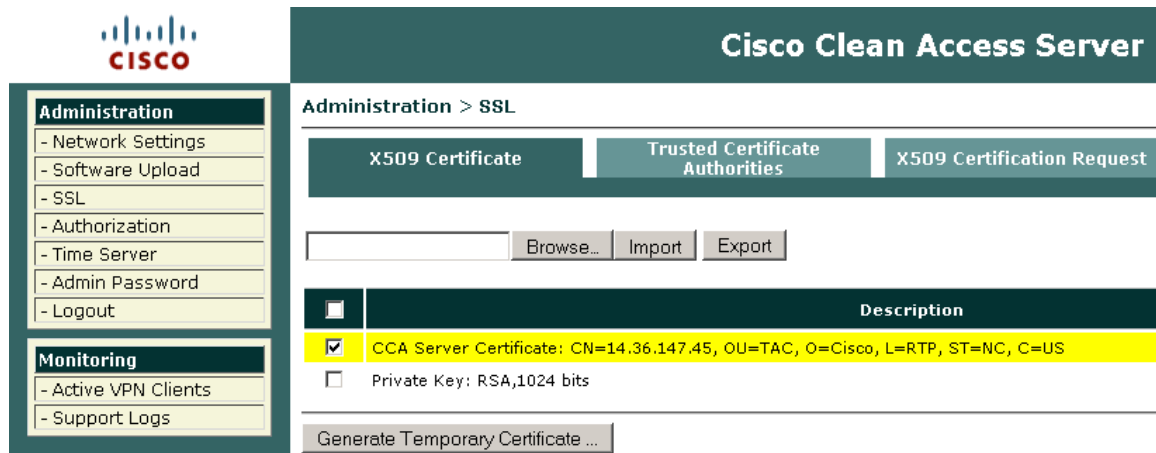 CISCO
Cisco Clean Access Server
Administration
- Network Settings
- Software Upload
- SSL
- Authorization
- Time Server
- Admin Password
- Logout
Monitoring
- Active VPN Clients
- Support Logs
Administration > SSL
X509 Certificate
Trusted Certificate
Authorities
X509 Certification Request
Browse... Import Export
Description
CCA Server Certificate: CN=14.36.147.45, OU=TAC, O=Cisco, L=RTP, ST=NC, C=US
Private Key: RSA,1024 bits
Generate Temporary Certificate ...